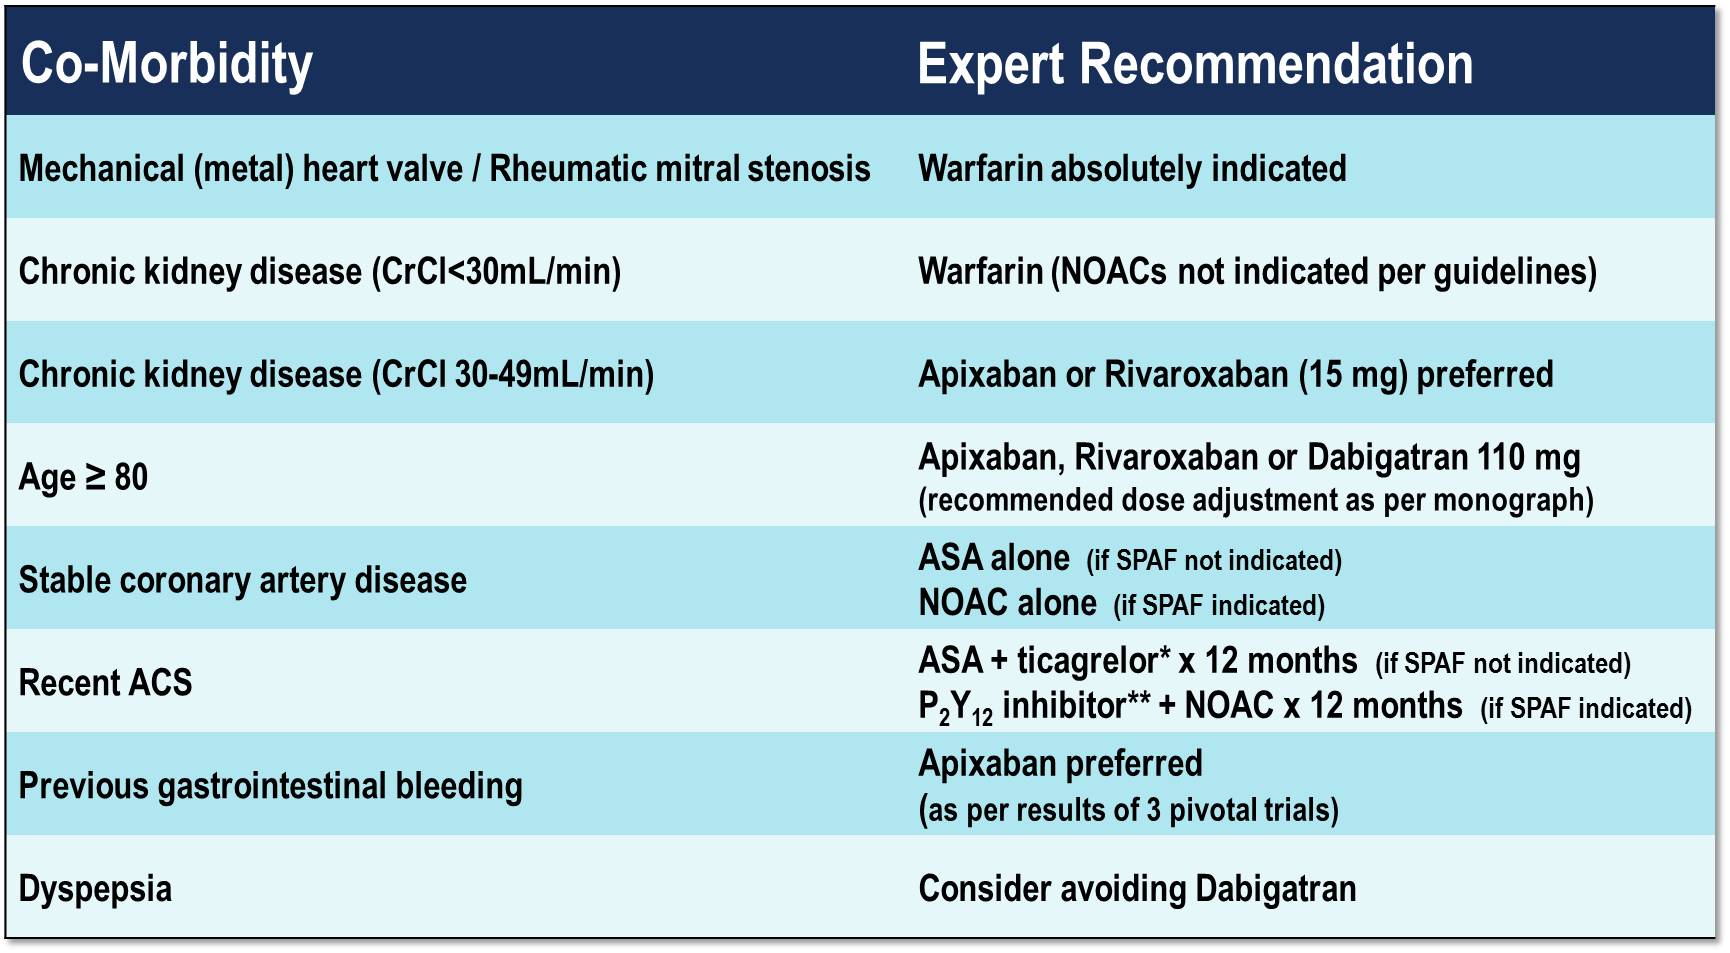 Co-Morbidity Expert Recommendation
Mechanical (metal) heart valve / Rheumatic mitral stenosis Warfarin absolutely indicated
Chronic kidney disease (CrCl<30mL/min) Warfarin (NOACs not indicated per guidelines)
Chronic kidney disease (CrCl 30-49mL/min) Apixaban or Rivaroxaban (15 mg) preferred
Age ≥ 80
Apixaban, Rivaroxaban or Dabigatran 110 mg
(recommended dose adjustment as per monograph)
Stable coronary artery disease
ASA alone (if SPAF not indicated)
NOAC alone (if SPAF indicated)
Recent ACS
ASA + ticagrelor* x 12 months (if SPAF not indicated)
P₂Y₁₂ inhibitor** + NOAC x 12 months (if SPAF indicated)
Previous gastrointestinal bleeding
Apixaban preferred
(as per results of 3 pivotal trials)
Dyspepsia Consider avoiding Dabigatran